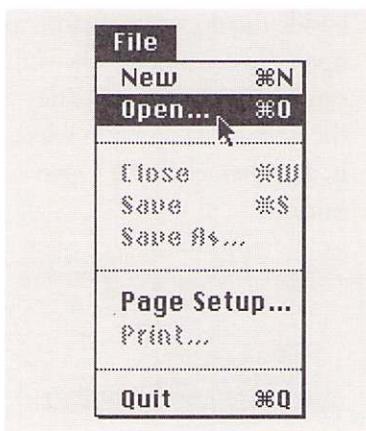 File
New ⌘N
Open... ⌘O
Close ⌘W
Save ⌘S
Save As...
Page Setup...
Print...
Quit ⌘Q